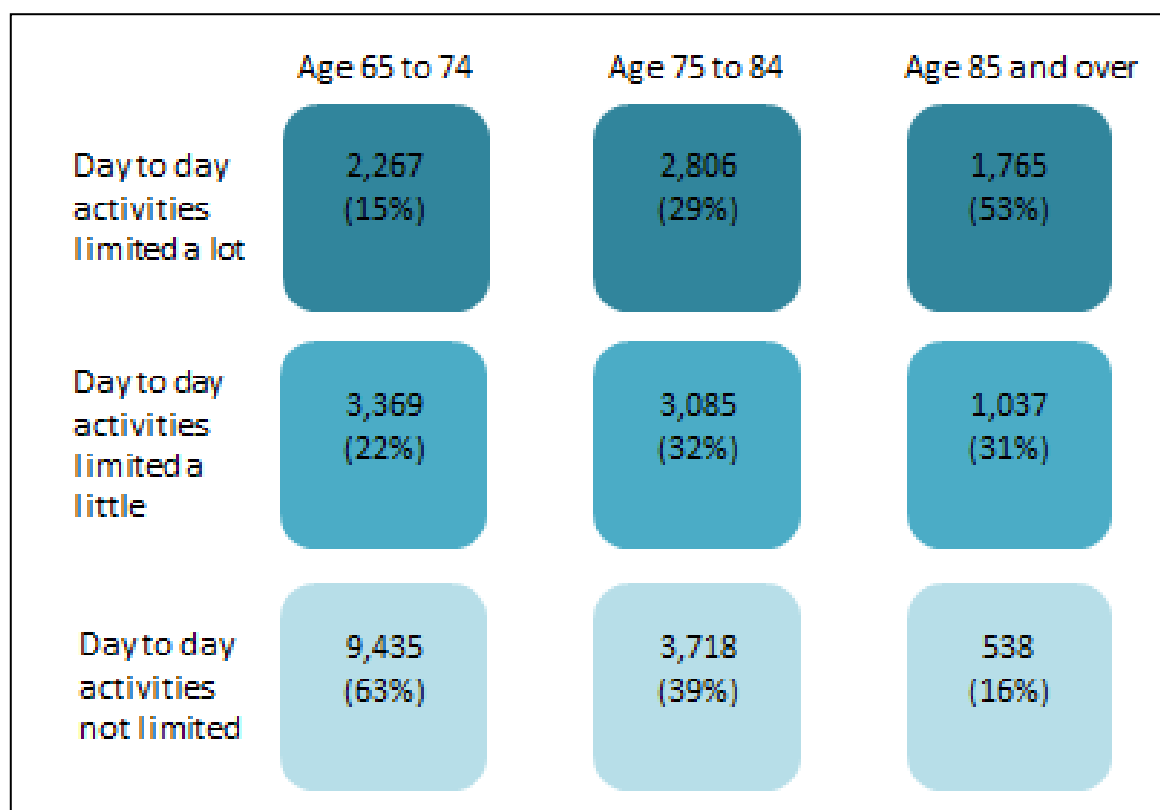 Age 65 to 74 Age 75 to 84 Age 85 and over
Day to day
activities
limited a lot
2,267
(15%)
2,806
(29%)
1,765
(53%)
Day to day
activities
limited a
little
3,369
(22%)
3,085
(32%)
1,037
(31%)
Day to day
activities
not limited
9,435
(63%)
3,718
(39%)
538
(16%)